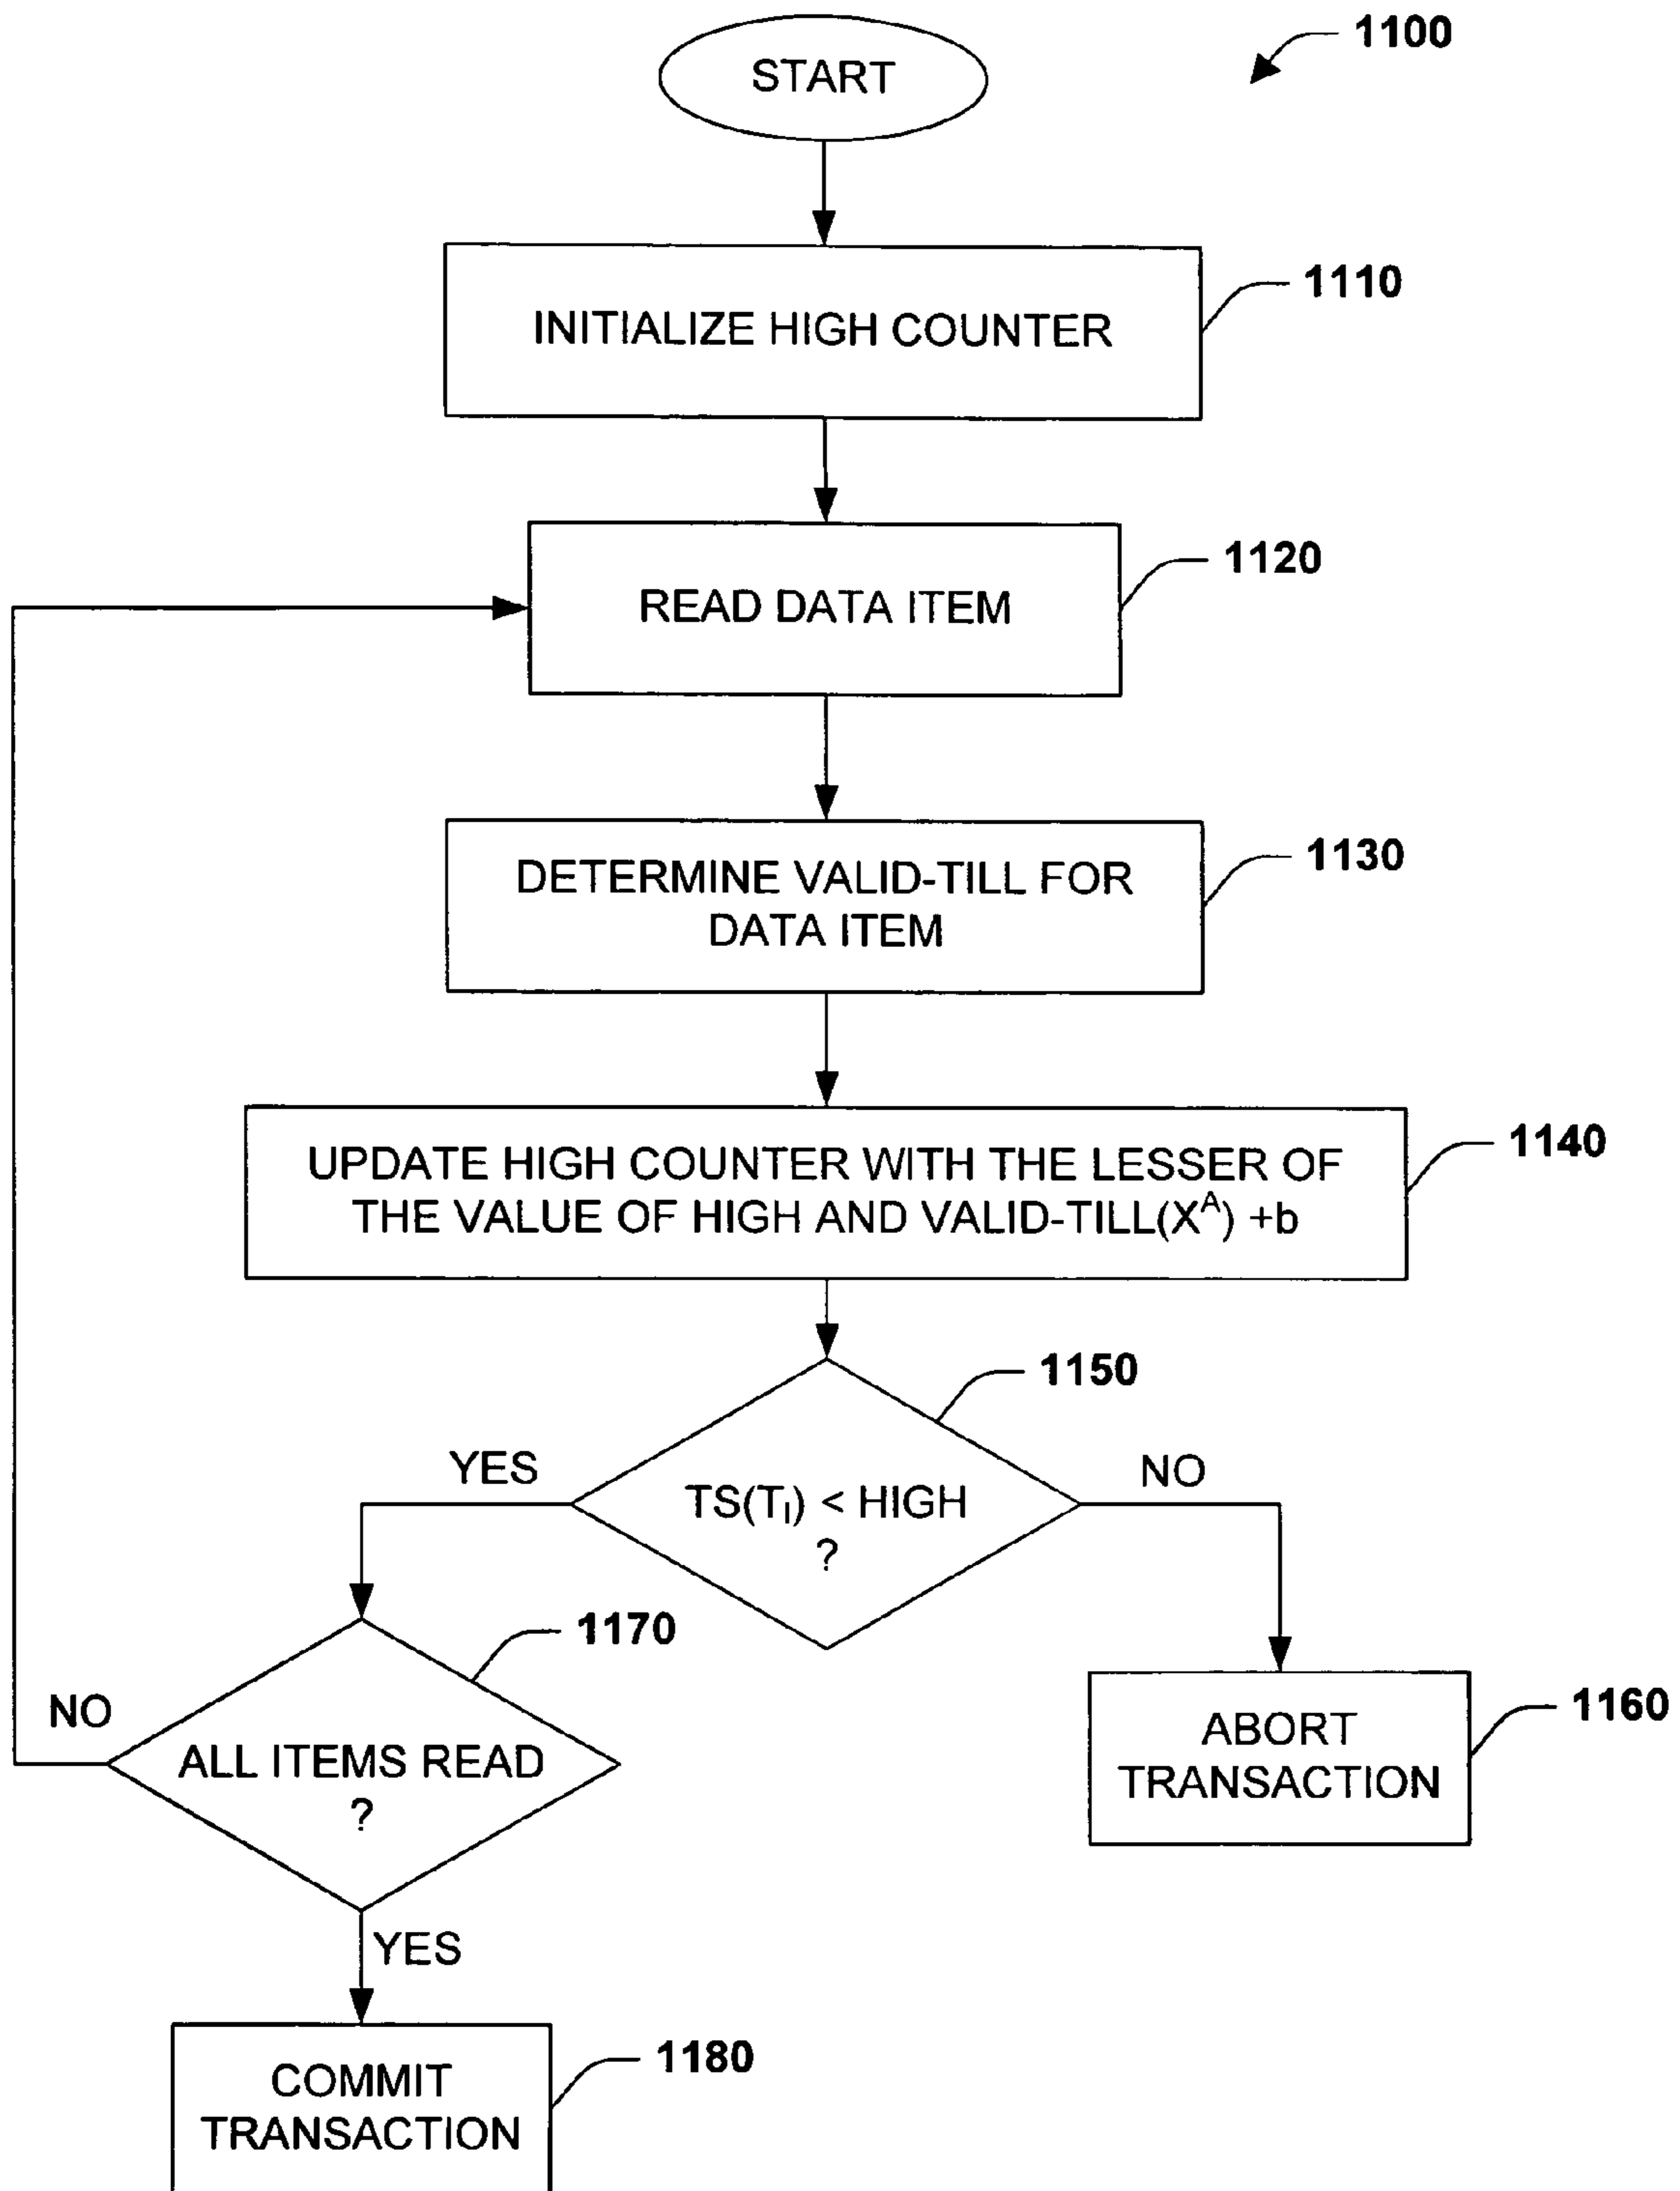 1100
START
INITIALIZE HIGH COUNTER
1110
READ DATA ITEM
1120
DETERMINE VALID-TILL FOR
DATA ITEM
1130
UPDATE HIGH COUNTER WITH THE LESSER OF
THE VALUE OF HIGH AND VALID-TILL(X^A) +b
1140
1150
TS(T_I) < HIGH
?
YES
NO
1170
ALL ITEMS READ
?
NO
YES
1160
ABORT
TRANSACTION
1180
COMMIT
TRANSACTION